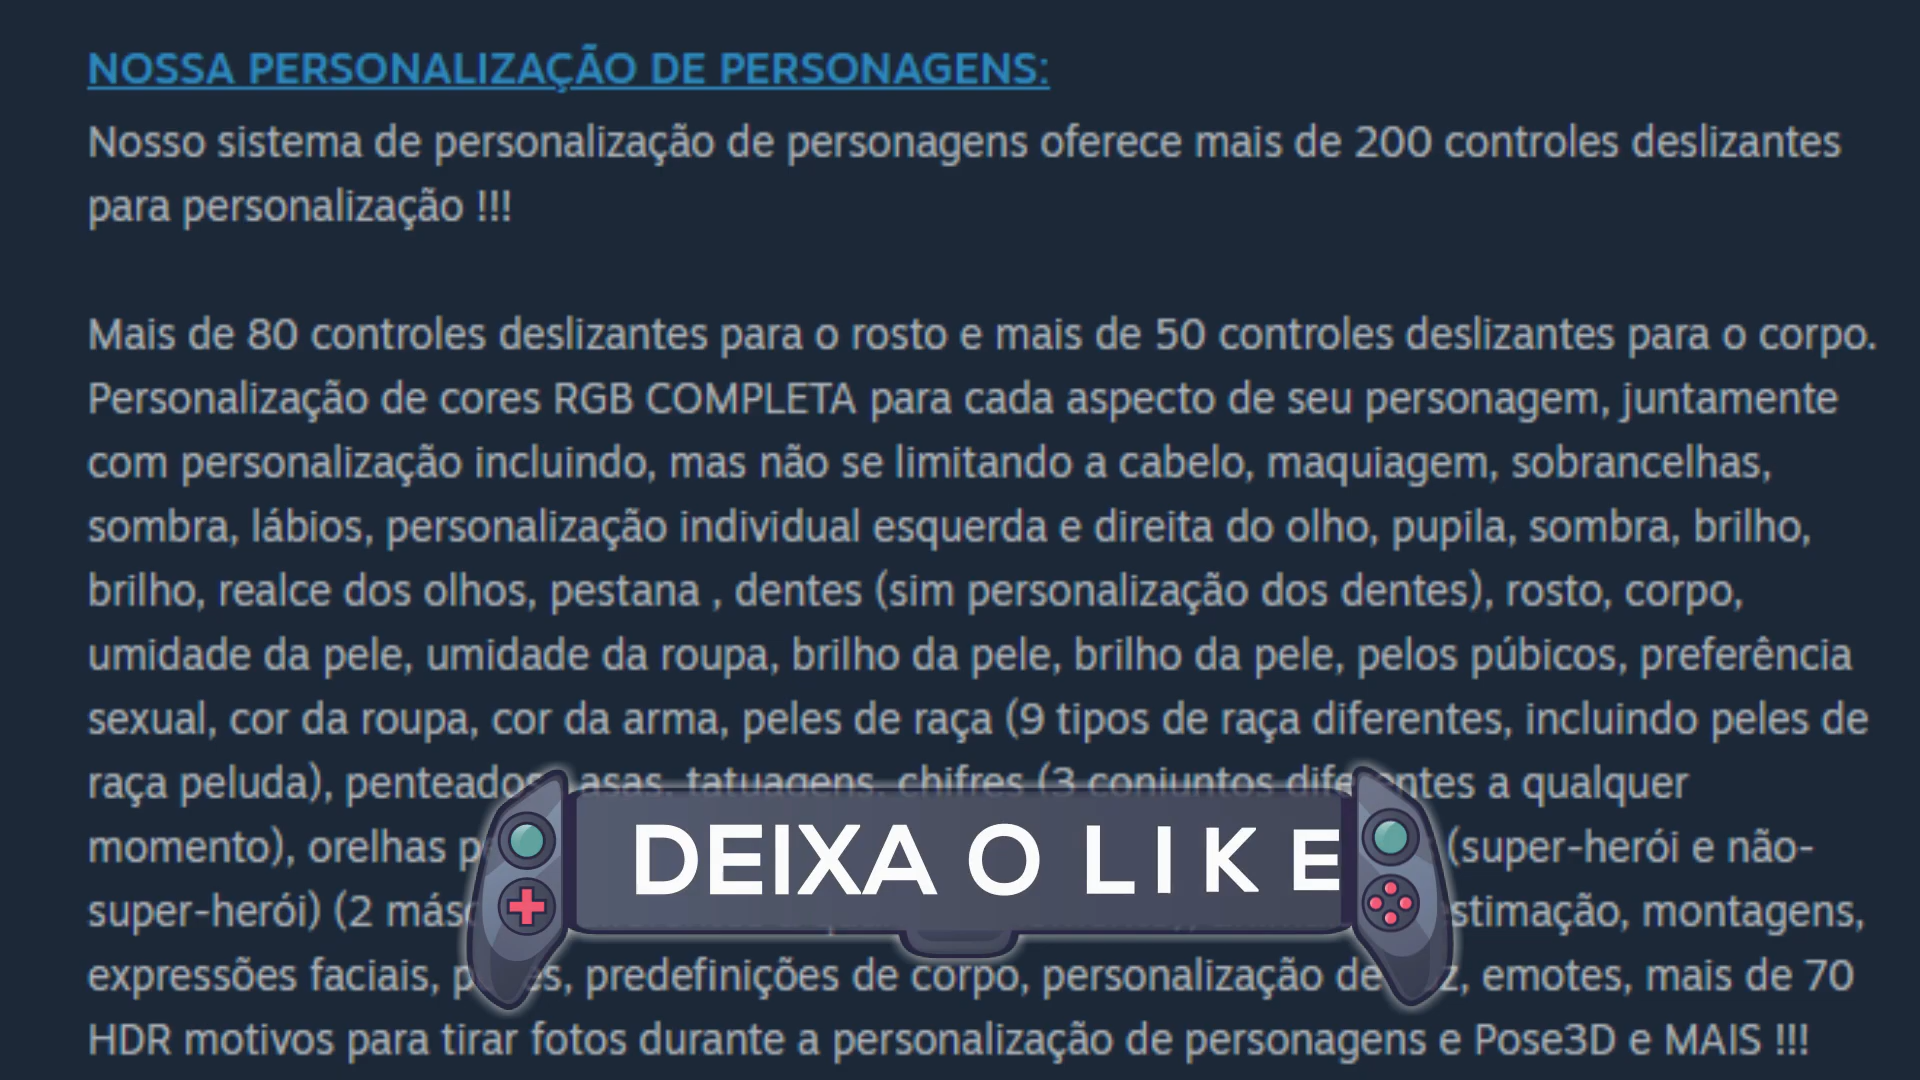 NOSSA PERSONALIZAÇÃO DE PERSONAGENS:
Nosso sistema de personalização de personagens oferece mais de 200 controles deslizantes
para personalização !!!
Mais de 80 controles deslizantes para o rosto e mais de 50 controles deslizantes para o corpo.
Personalização de cores RGB COMPLETA para cada aspecto de seu personagem, juntamente
com personalização incluindo, mas não se limitando a cabelo, maquiagem, sobrancelhas,
sombra, lábios, personalização individual esquerda e direita do olho, pupila, sombra, brilho,
brilho, realce dos olhos, pestana , dentes (sim personalização dos dentes), rosto, corpo,
umidade da pele, umidade da roupa, brilho da pele, brilho da pele, pelos púbicos, preferência
sexual, cor da roupa, cor da arma, peles de raça (9 tipos de raça diferentes, incluindo peles de
raça peluda), penteados, asas, tatuagens, chifres (3 conjuntos diferentes a qualquer
momento), orelhas (super-herói e não-
super-herói) (2 montagens,
expressões faciais, predefinições de corpo, personalização de emotes, mais de 70
HDR motivos para tirar fotos durante a personalização de personagens e Pose3D e MAIS !!!
DEIXA O LIKE